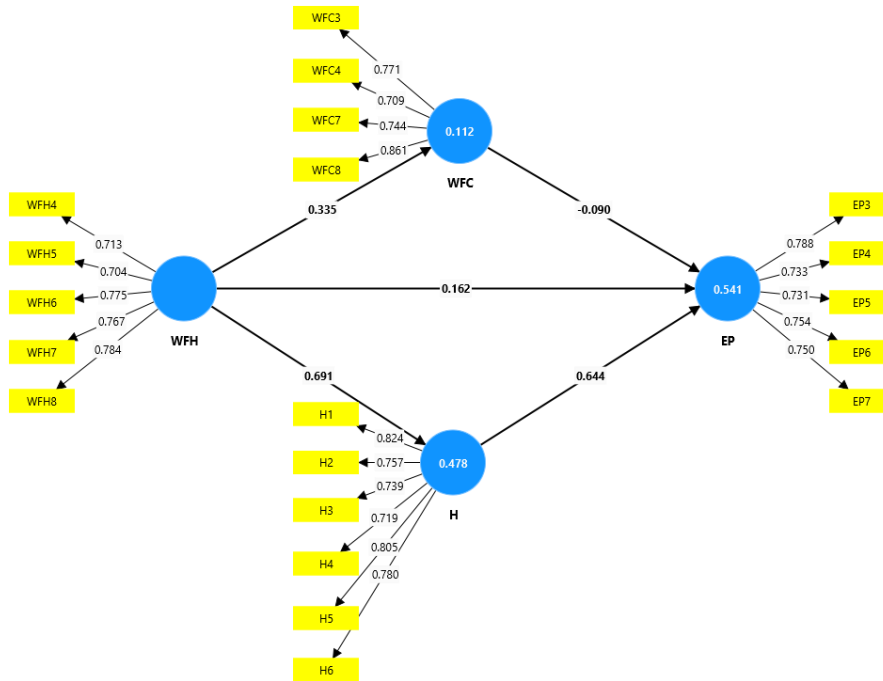 WFC3
0.771
WFC4
0.709
WFC7
0.744
WFC8
0.861
0.112
WFC
WFH4
0.713
WFH5
0.704
WFH6
0.775
WFH7
0.767
WFH8
0.784
WFH
0.335
-0.090
0.162
0.691
0.644
EP3
0.788
EP4
0.733
EP5
0.731
EP6
0.754
EP7
0.750
0.541
EP
H1
0.824
H2
0.757
H3
0.739
H4
0.719
H5
0.805
H6
0.780
0.478
H